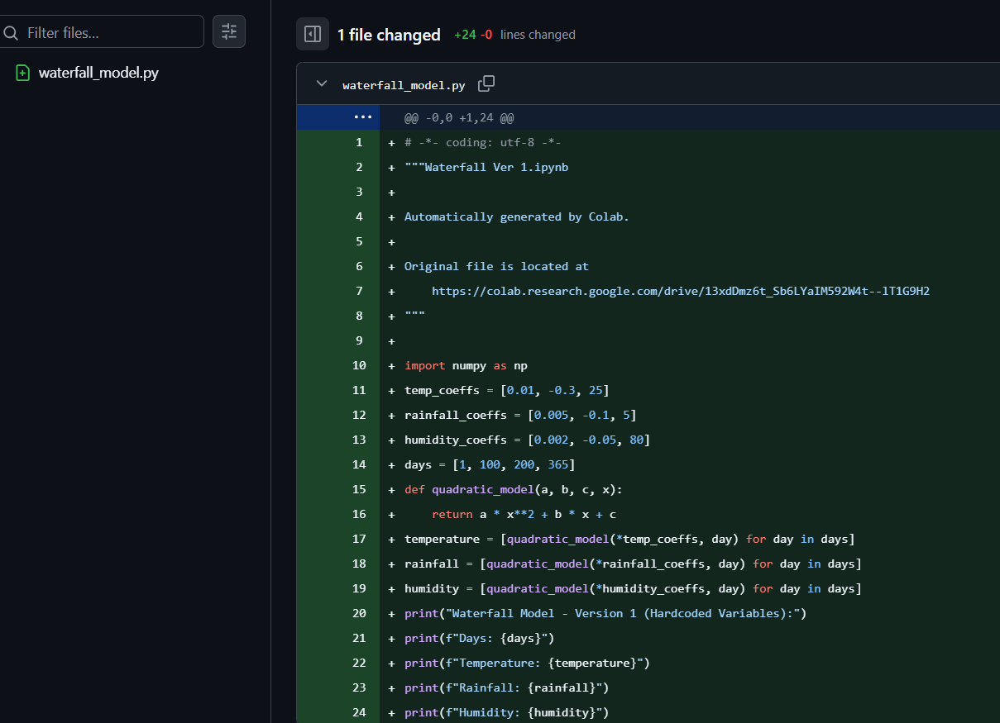 Filter files...
waterfall_model.py
1 file changed +24 -0 lines changed
waterfall_model.py
... @@ -0,0 +1,24 @@
1 + # -*- coding: utf-8 -*-
2 + """Waterfall Ver 1.ipynb
3 +
4 + Automatically generated by Colab.
5 +
6 + Original file is located at
7 +     https://colab.research.google.com/drive/13xdDmz6t_Sb6LYaIM592W4t--lT1G9H2
8 + """
9 +
10 + import numpy as np
11 + temp_coeffs = [0.01, -0.3, 25]
12 + rainfall_coeffs = [0.005, -0.1, 5]
13 + humidity_coeffs = [0.002, -0.05, 80]
14 + days = [1, 100, 200, 365]
15 + def quadratic_model(a, b, c, x):
16 +     return a * x**2 + b * x + c
17 + temperature = [quadratic_model(*temp_coeffs, day) for day in days]
18 + rainfall = [quadratic_model(*rainfall_coeffs, day) for day in days]
19 + humidity = [quadratic_model(*humidity_coeffs, day) for day in days]
20 + print("Waterfall Model - Version 1 (Hardcoded Variables):")
21 + print(f"Days: {days}")
22 + print(f"Temperature: {temperature}")
23 + print(f"Rainfall: {rainfall}")
24 + print(f"Humidity: {humidity}")